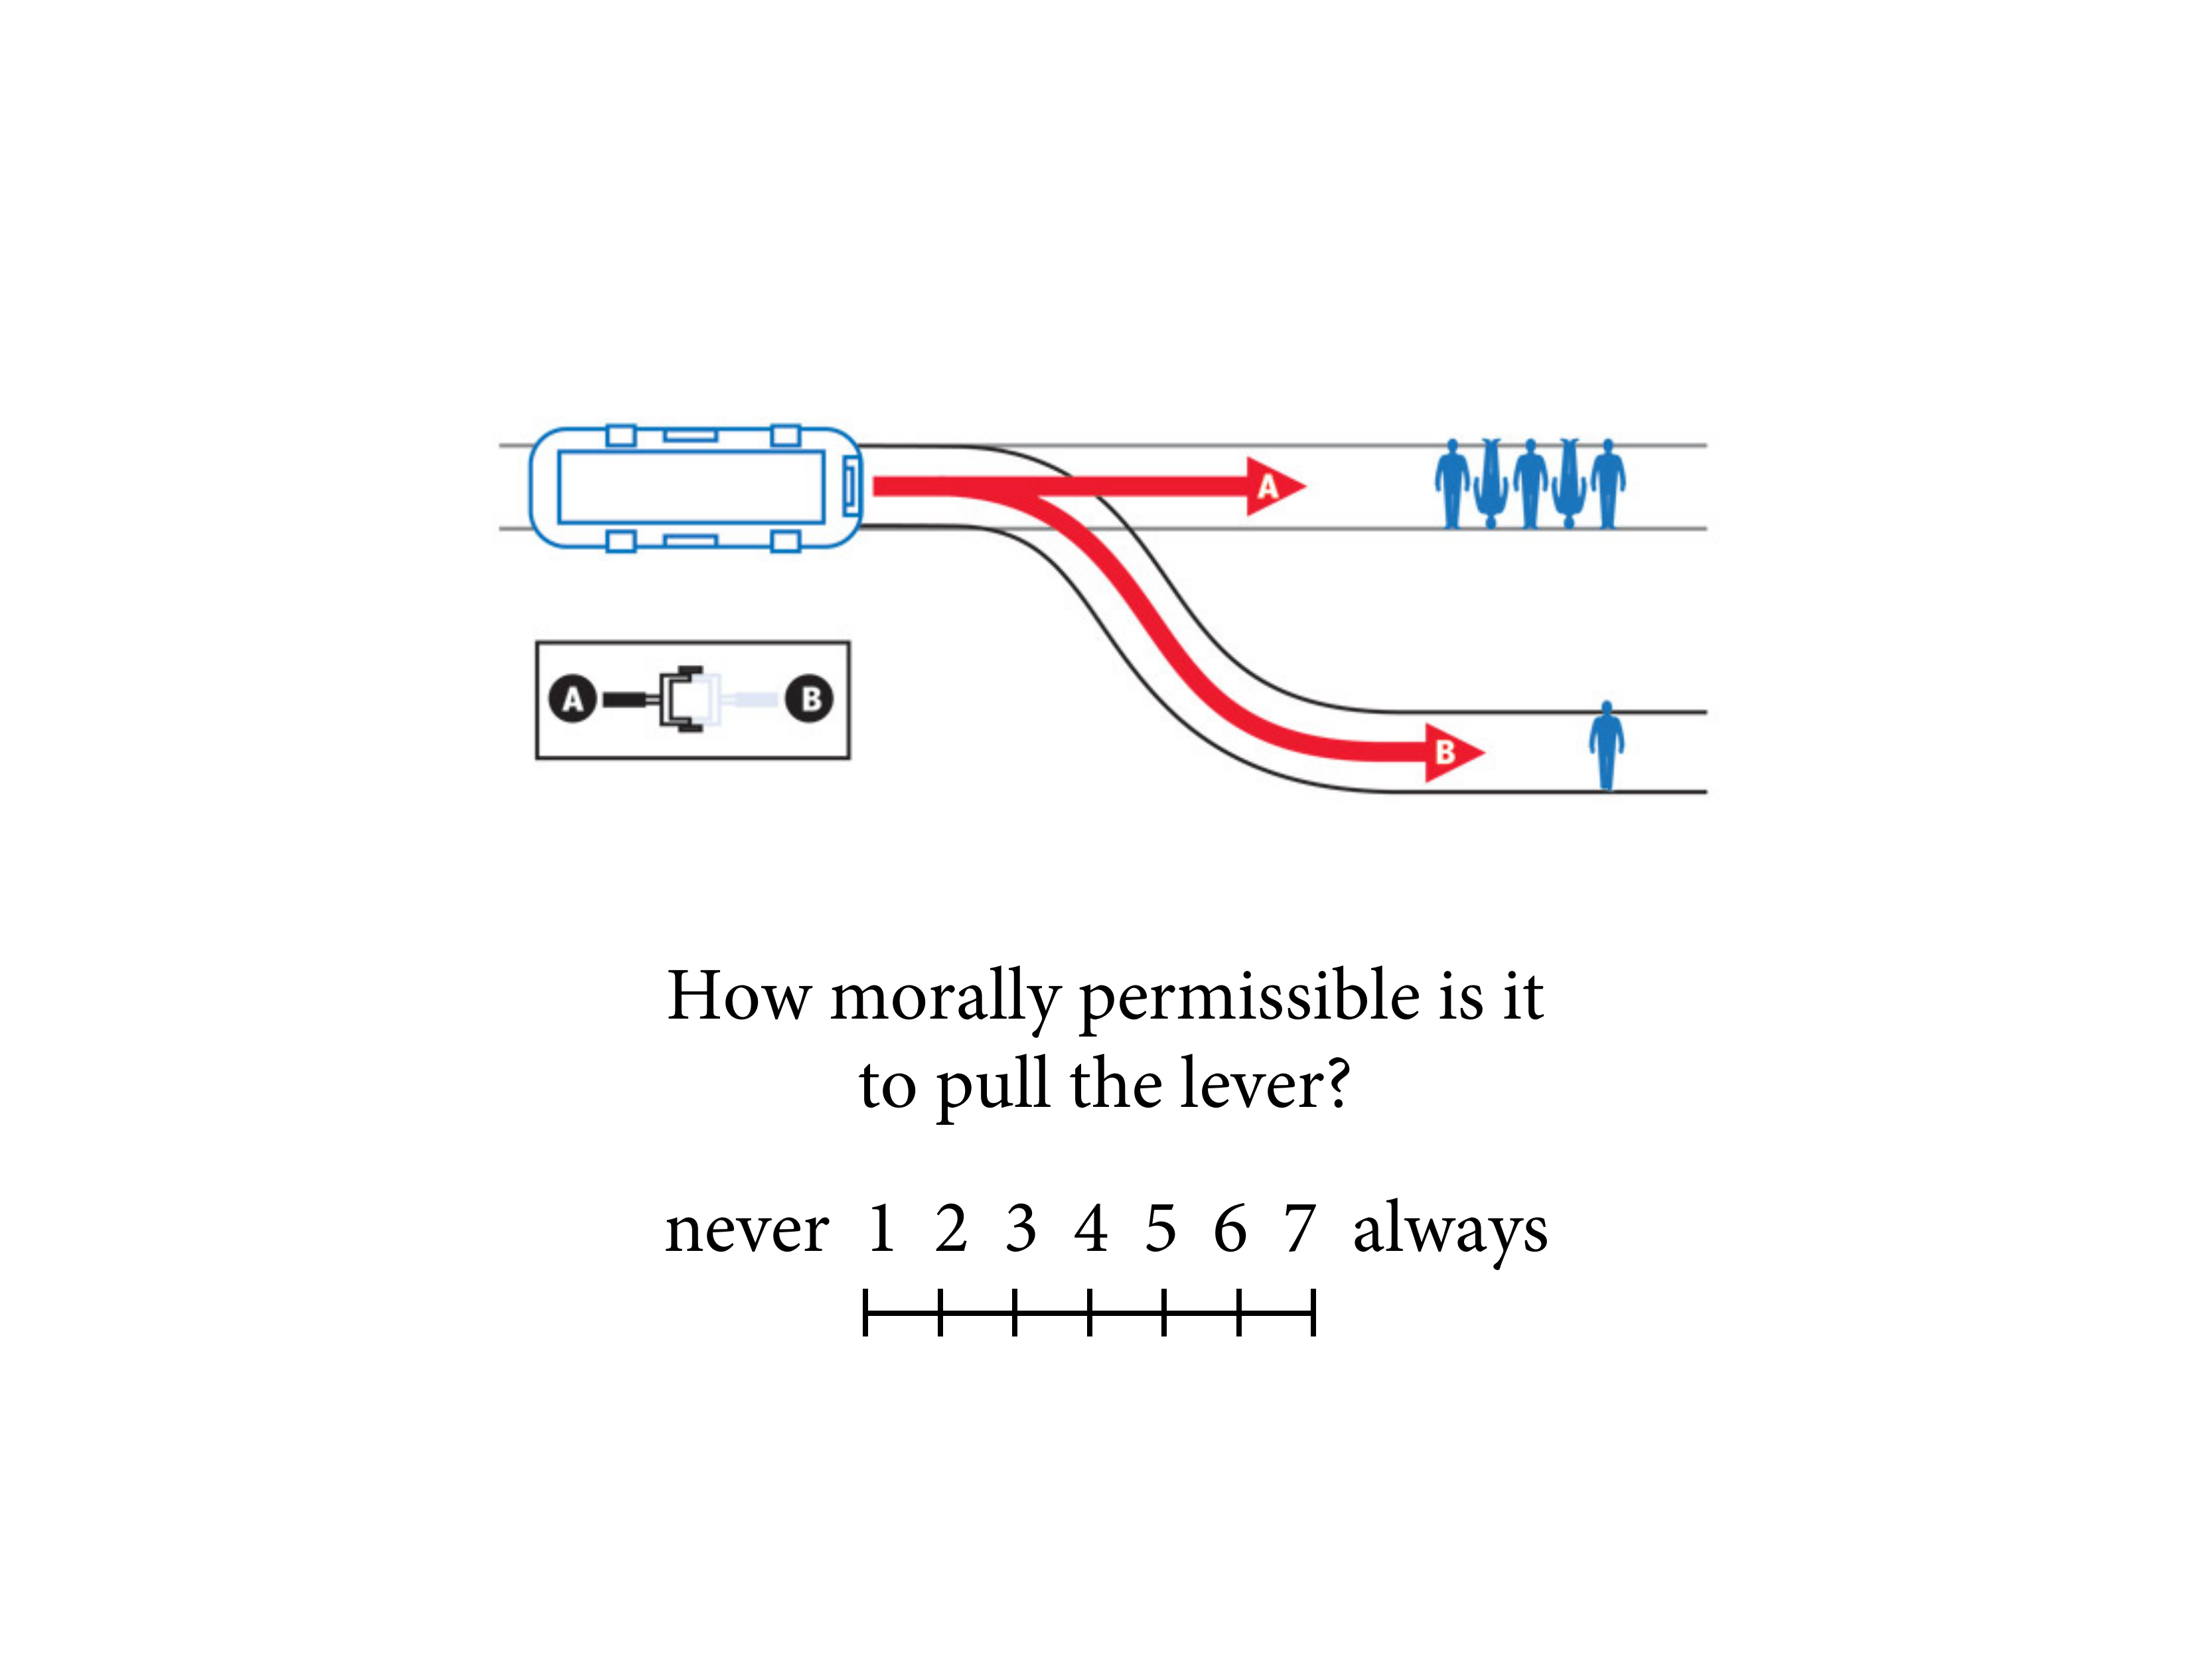 A
A B
B
How morally permissible is it
to pull the lever?
never 1 2 3 4 5 6 7 always